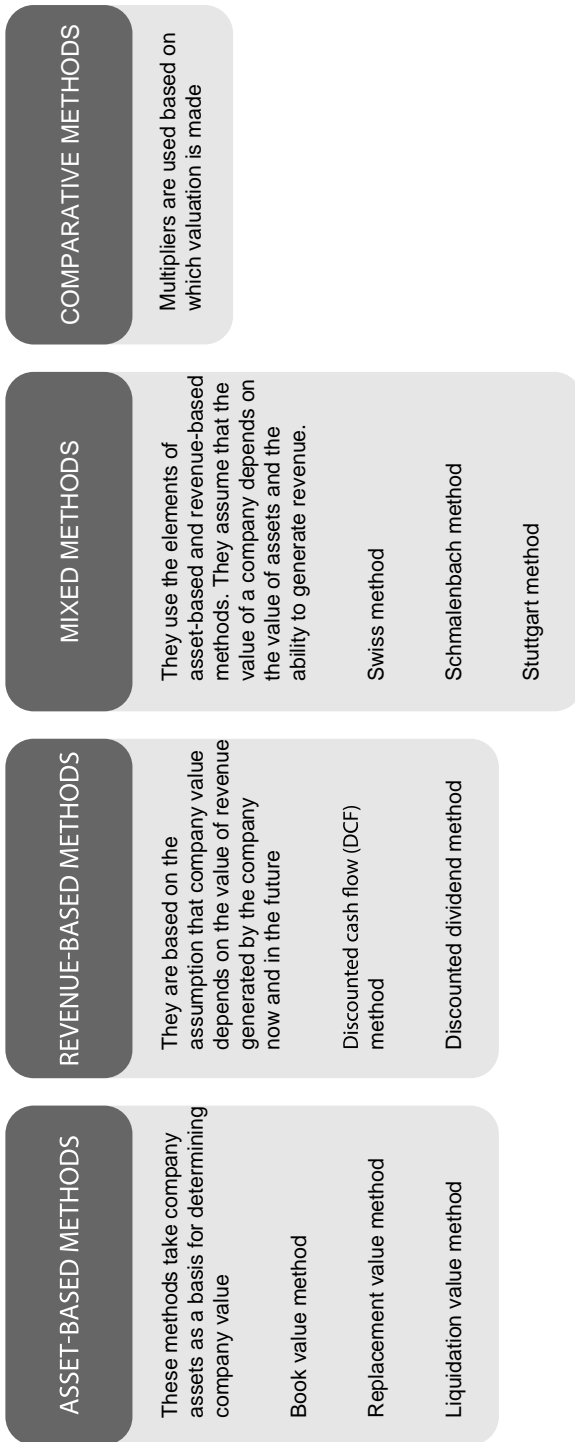 ASSET-BASED METHODS
These methods take company
assets as a basis for determining
company value
Book value method
Replacement value method
Liquidation value method
REVENUE-BASED METHODS
They are based on the
assumption that company value
depends on the value of revenue
generated by the company
now and in the future
Discounted cash flow (DCF)
method
Discounted dividend method
MIXED METHODS
They use the elements of
asset-based and revenue-based
methods. They assume that the
value of a company depends on
the value of assets and the
ability to generate revenue.
Swiss method
Schmalenbach method
Stuttgart method
COMPARATIVE METHODS
Multipliers are used based on
which valuation is made